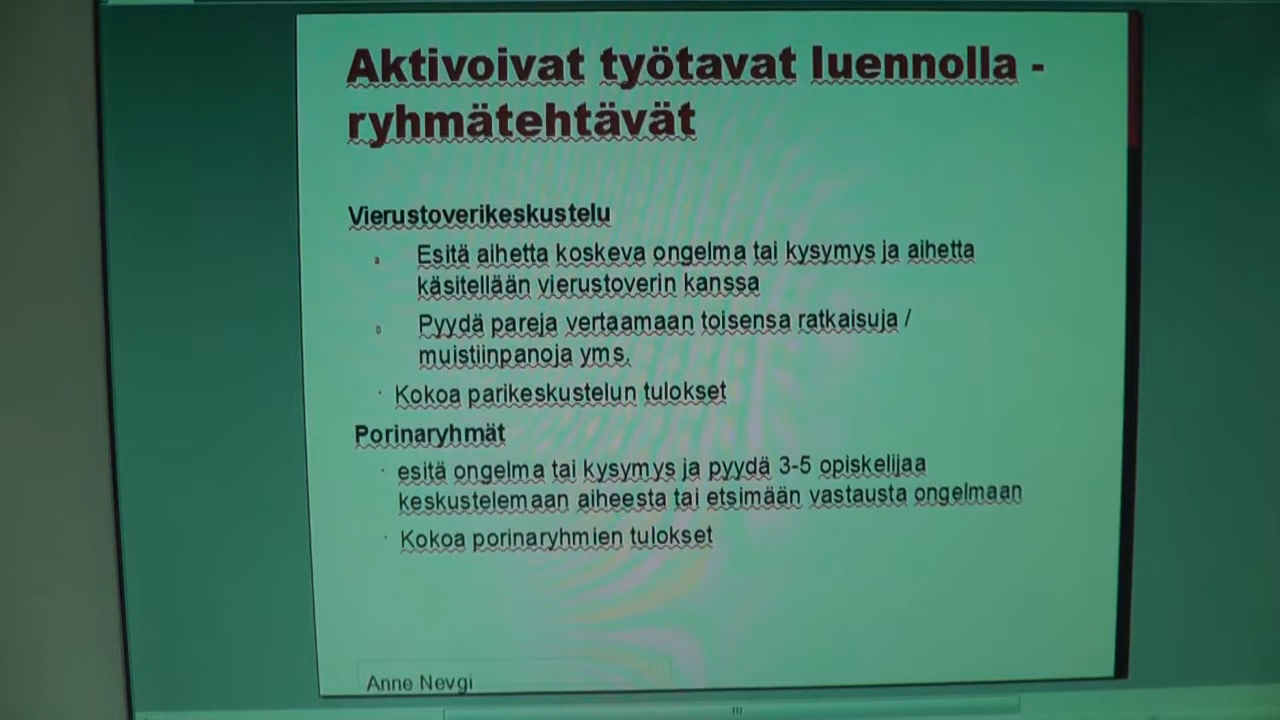 Aktivoivat työtavat luennolla -
ryhmätehtävät
Vierustoverikeskustelu
a Esitä aihetta koskeva ongelma tai kysymys ja aihetta
käsitellään vierustoverin kanssa
b Pyydä pareja vertaamaan toisensa ratkaisuja /
muistiinpanoja yms.
· Kokoa parikeskustelun tulokset
Porinaryhmät
· esitä ongelma tai kysymys ja pyydä 3-5 opiskelijaa
keskustelemaan aiheesta tai etsimään vastausta ongelmaan
· Kokoa porinaryhmien tulokset
Anne Nevgi